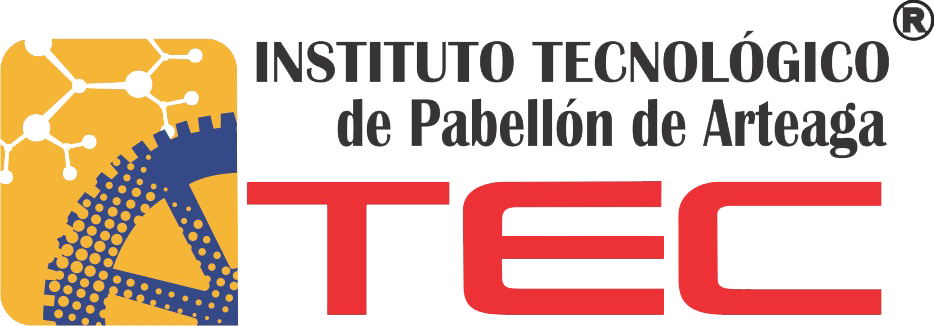 INSTITUTO TECNOLÓGICO ®
de Pabellón de Arteaga
TEC